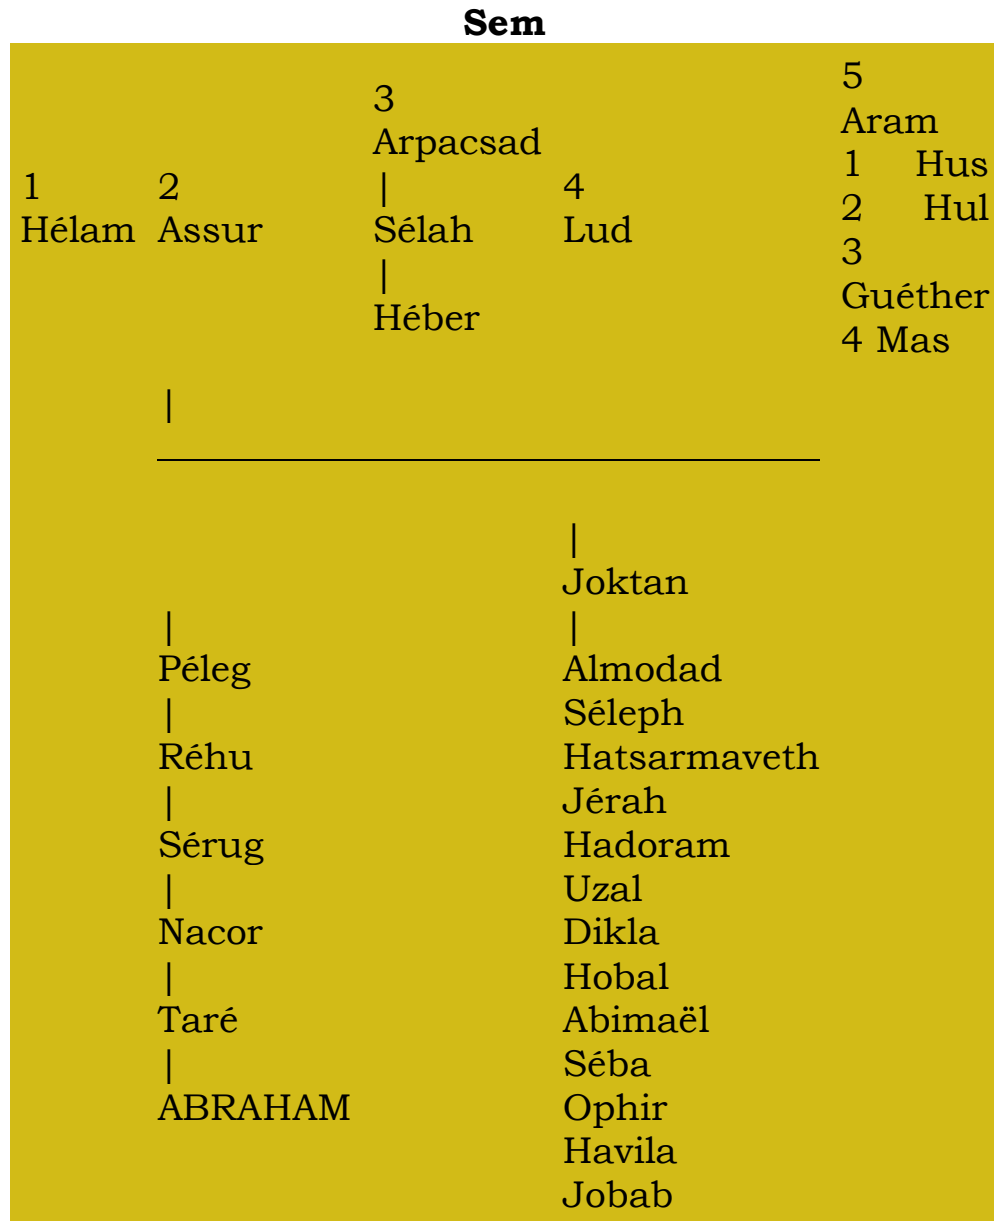 Sem
1
Hélam
2
Assur
3
Arpacsad
|
Sélah
|
Héber
4
Lud
5
Aram
1 Hus
2 Hul
3
Guéther
4 Mas
|
|
Péleg
|
Réhu
|
Sérug
|
Nacor
|
Taré
|
ABRAHAM
|
Joktan
|
Almodad
Séleph
Hatsarmaveth
Jérah
Hadoram
Uzal
Dikla
Hobal
Abimaël
Séba
Ophir
Havila
Jobab